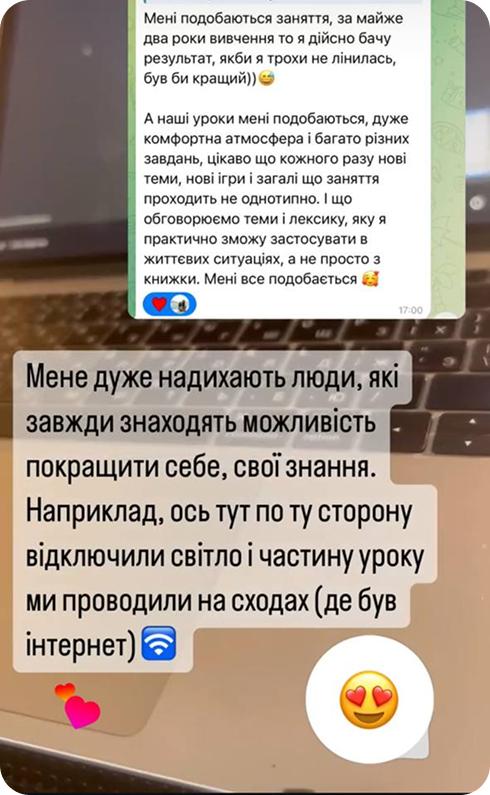 Мені подобаються заняття, за майже
два роки вивчення то я дійсно бачу
результат, якби я трохи не лінилась,
був би кращий))😅
А наші уроки мені подобаються, дуже
комфортна атмосфера і багато різних
завдань, цікаво що кожного разу нові
теми, нові ігри і загалі що заняття
проходить не однотипно. І що
обговорюємо теми і лексику, яку я
практично зможу застосувати в
життєвих ситуаціях, а не просто з
книжки. Мені все подобається 🥰
17:00
Мене дуже надихають люди, які
завжди знаходять можливість
покращити себе, свої знання.
Наприклад, ось тут по ту сторону
відключили світло і частину уроку
ми проводили на сходах (де був
інтернет)🛜